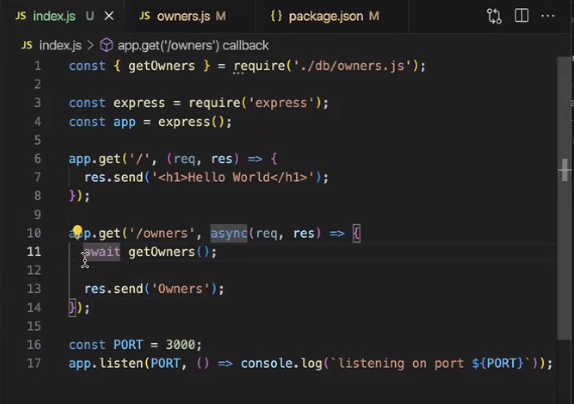 JS index.js U × JS owners.js M {} package.json M ...
JS index.js > app.get('/owners') callback
1 const { getOwners } = require('./db/owners.js');
2
3 const express = require('express');
4 const app = express();
5
6 app.get('/', (req, res) => {
7 res.send('<h1>Hello World</h1>');
8 });
9
10 app.get('/owners', async(req, res) => {
11 await getOwners();
12
13 res.send('Owners');
14 });
15
16 const PORT = 3000;
17 app.listen(PORT, () => console.log(`listening on port ${PORT}`));